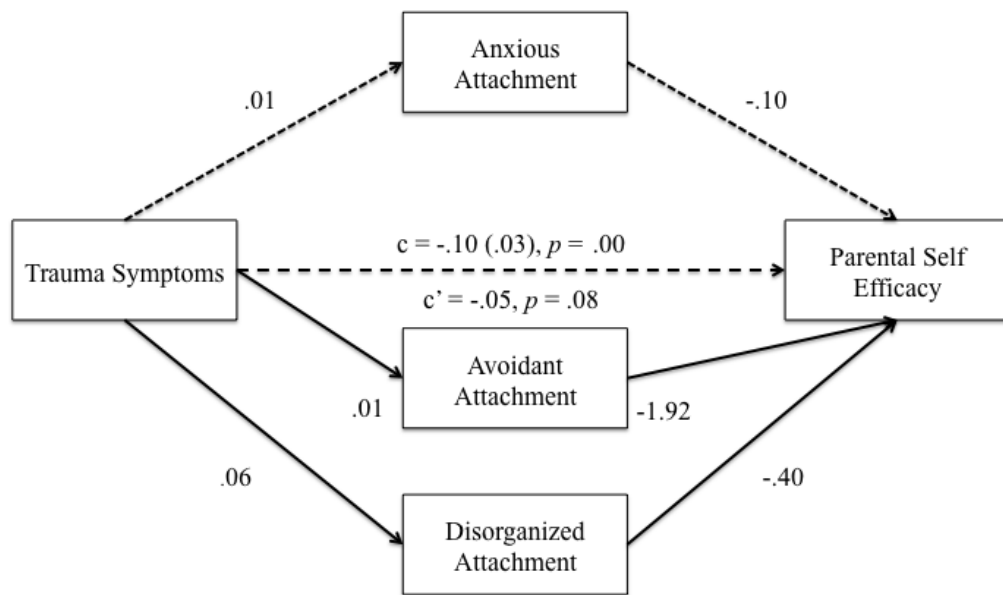 Anxious
Attachment
.01
-.10
Trauma Symptoms
c = -.10 (.03), p = .00
c’ = -.05, p = .08
Parental Self
Efficacy
Avoidant
Attachment
.01
-1.92
.06
-.40
Disorganized
Attachment